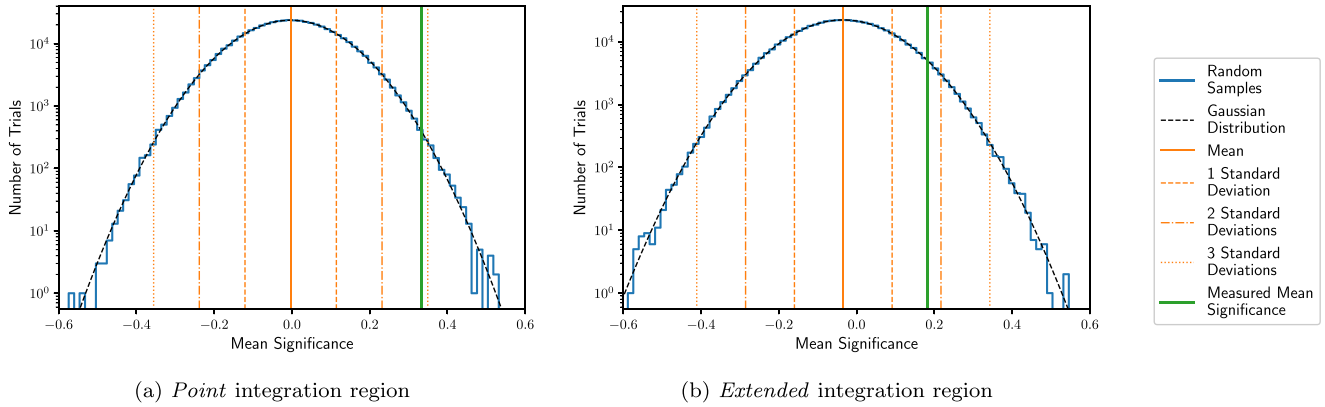 10^4
10^3
10^2
10^1
10^0
Number of Trials
−0.6
−0.4
−0.2
0.0
0.2
0.4
0.6
Mean Significance
(a) Point integration region
10^4
10^3
10^2
10^1
10^0
Number of Trials
−0.6
−0.4
−0.2
0.0
0.2
0.4
0.6
Mean Significance
(b) Extended integration region
Random
Samples
Gaussian
Distribution
Mean
1 Standard
Deviation
2 Standard
Deviations
3 Standard
Deviations
Measured Mean
Significance